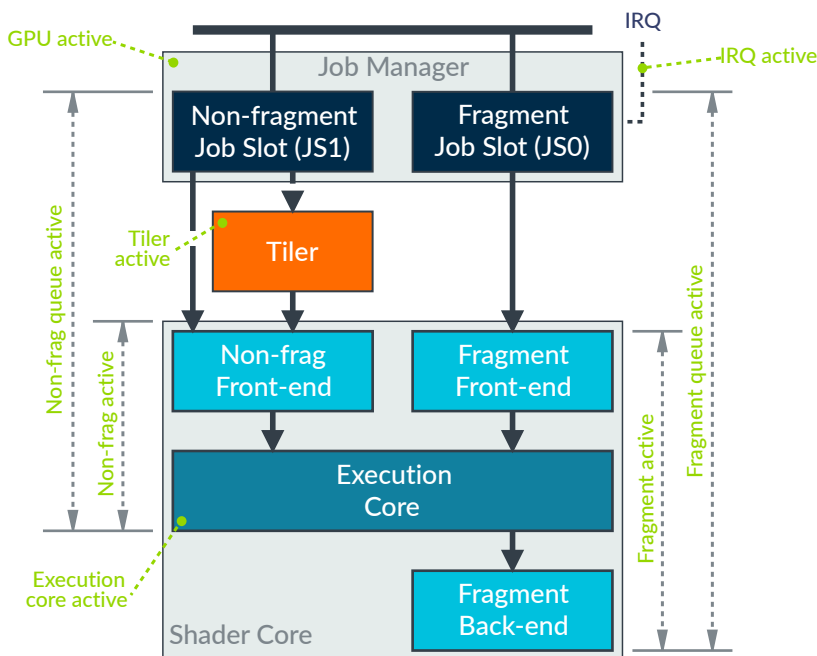 IRQ
GPU active
Job Manager
IRQ active
Non-fragment
Job Slot (JS1)
Fragment
Job Slot (JS0)
Tiler
active
Tiler
Non-frag queue active
Non-frag active
Non-frag
Front-end
Fragment
Front-end
Fragment active
Fragment queue active
Execution
Core
Execution
core active
Fragment
Back-end
Shader Core